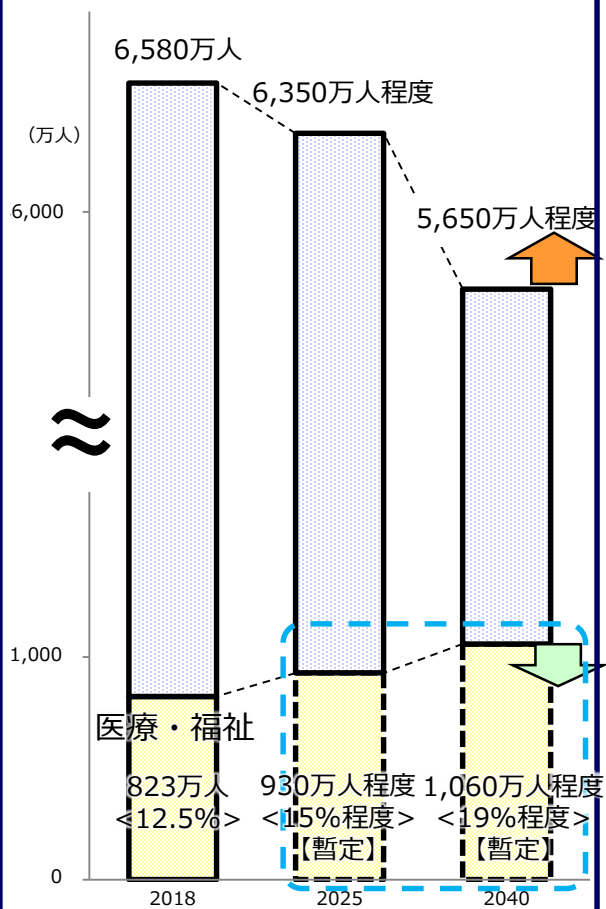 6,580万人
6,350万人程度
(万人)
6,000
5,650万人程度
≈
1,000
医療・福祉
823万人
<12.5%>
930万人程度
<15%程度>
【暫定】
1,060万人程度
<19%程度>
【暫定】
0
2018
2025
2040